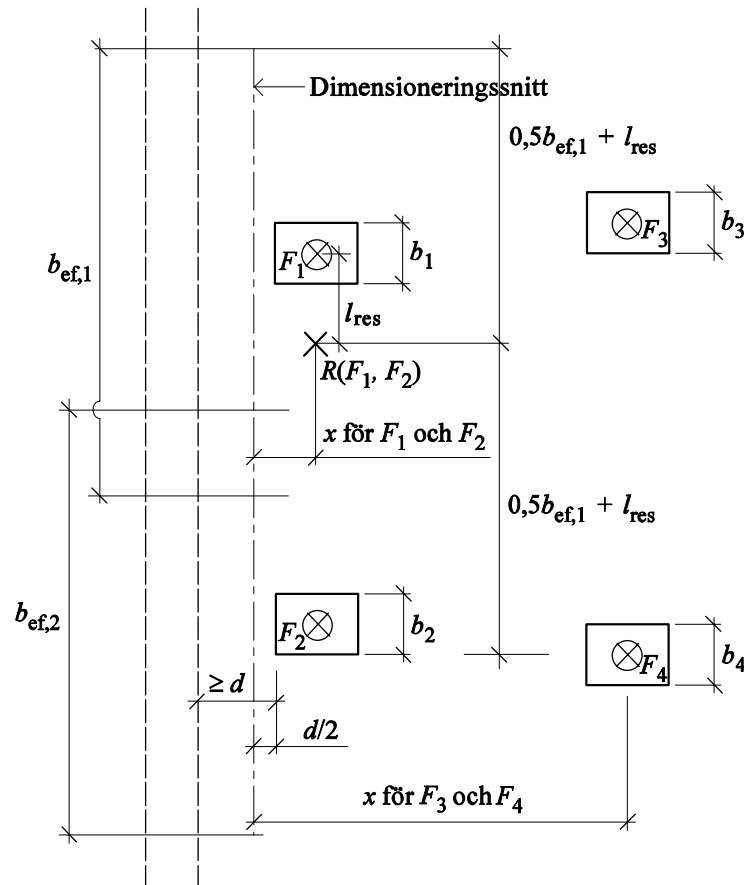 Dimensioneringssnitt
0,5b_ef,1 + l_res
b_ef,1
F_1
b_1
F_3
b_3
l_res
R(F_1, F_2)
x för F_1 och F_2
0,5b_ef,1 + l_res
b_ef,2
F_2
b_2
F_4
b_4
≥ d
d/2
x för F_3 och F_4